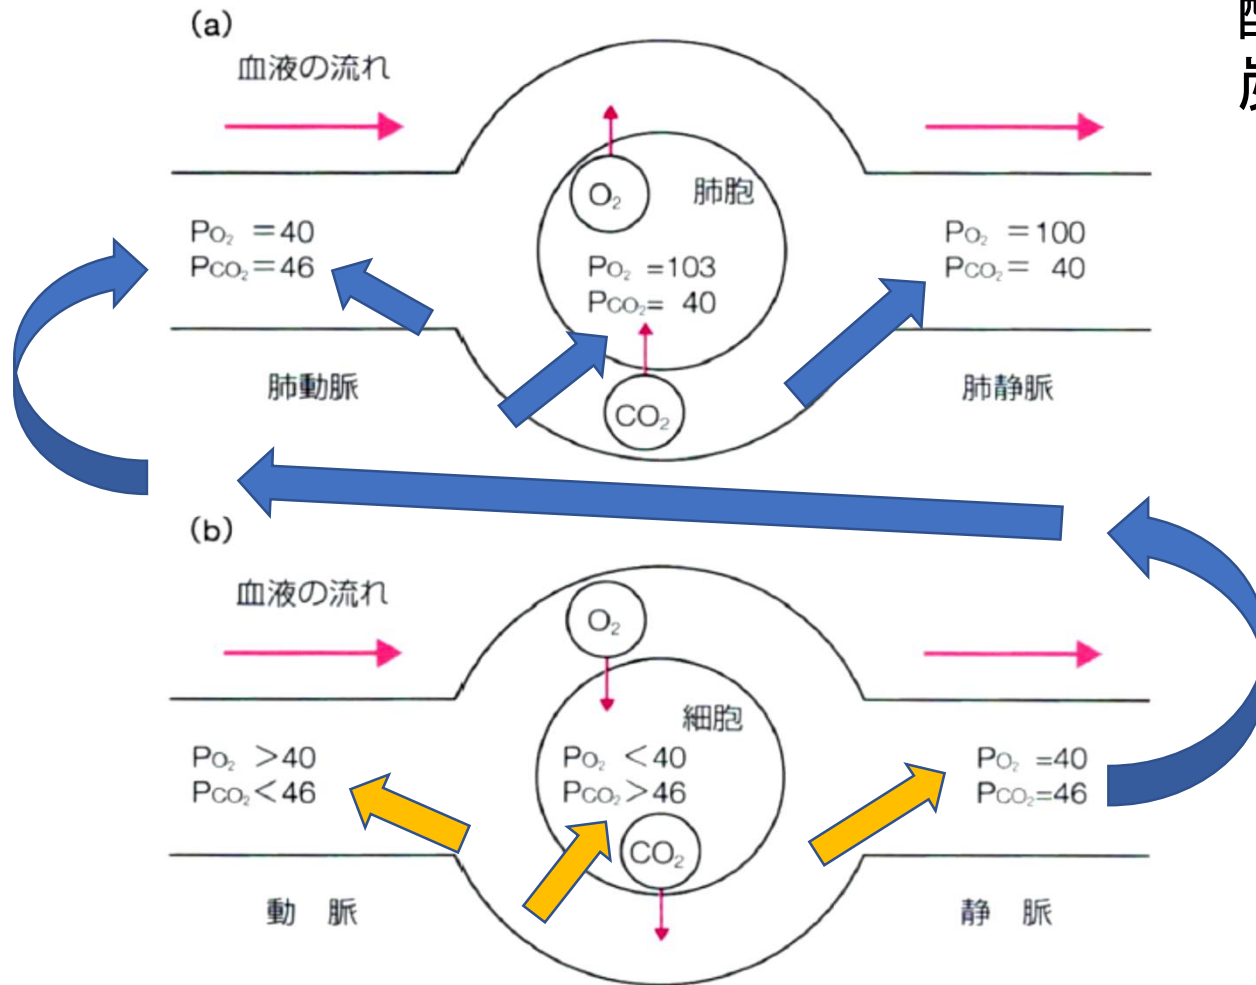 (a)
血液の流れ
O₂
肺胞
PO₂ =40
PCO₂=46
PO₂ =103
PCO₂= 40
PO₂ =100
PCO₂= 40
CO₂
肺動脈
肺静脈
(b)
血液の流れ
O₂
細胞
PO₂ >40
PCO₂<46
PO₂ <40
PCO₂>46
PO₂ =40
PCO₂=46
CO₂
動 脈
静 脈